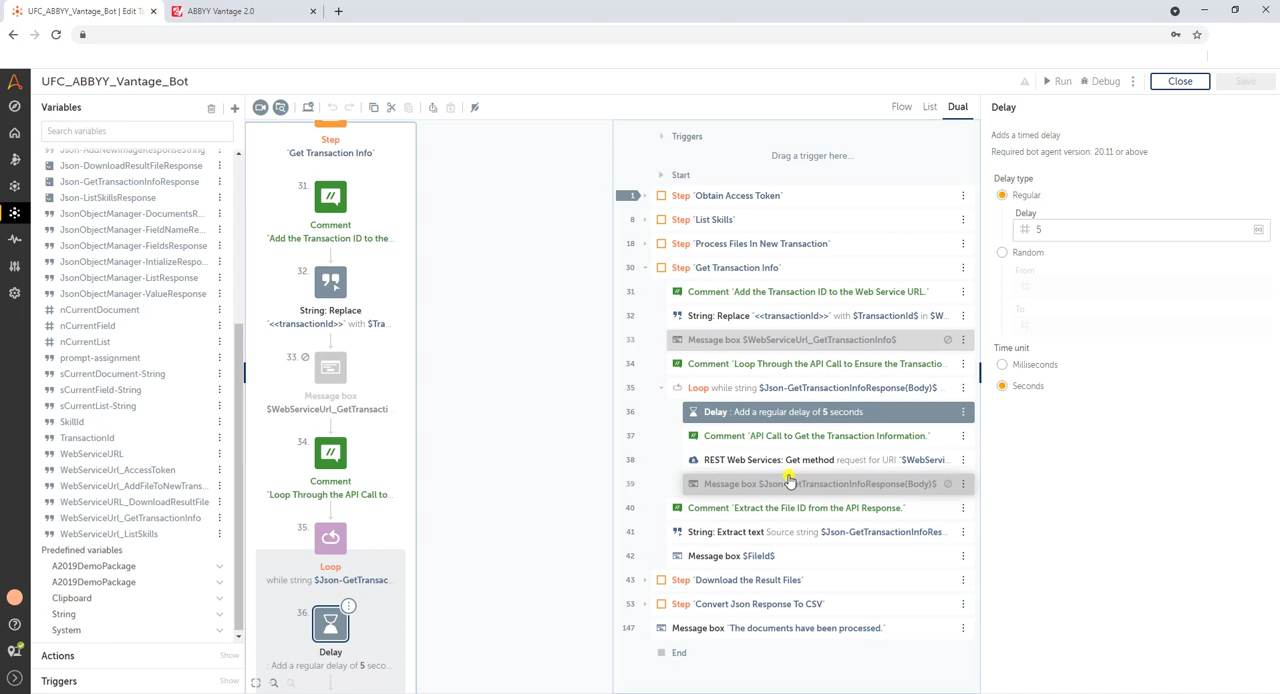 UFC_ABBYY_Vantage_Bot | Edit T
ABBYY Vantage 2.0
UFC_ABBYY_Vantage_Bot
Run
Debug
Close
Save
Variables
Search variables
Json-AddNewImageResponseString
Json-DownloadResultFileResponse
Json-GetTransactionInfoResponse
Json-ListSkillsResponse
JsonObjectManager-DocumentsR...
JsonObjectManager-FieldNameRe...
JsonObjectManager-FieldsResponse
JsonObjectManager-IntializeRespo...
JsonObjectManager-ListResponse
JsonObjectManager-ValueResponse
nCurrentDocument
nCurrentField
nCurrentList
prompt-assignment
sCurrentDocument-String
sCurrentField-String
sCurrentList-String
SkillId
TransactionId
WebServiceURL
WebServiceUrl_AccessToken
WebServiceUrl_AddFileToNewTrans...
WebServiceURL_DownloadResultFile
WebServiceUrl_GetTransactionInfo
WebServiceUrl_ListSkills
Predefined variables
A2019DemoPackage
A2019DemoPackage
Clipboard
String
System
Actions
Show
Triggers
Show
Step
"Get Transaction Info"
31.
Comment
"Add the Transaction ID to the...
32.
String: Replace
"<<transactionId>>" with $Tra...
33.
Message box
$WebServiceUrl_GetTransacti...
34.
Comment
"Loop Through the API Call to...
35.
Loop
while string $Json-GetTransac...
36.
Delay
: Add a regular delay of 5 seco...
Flow
List
Dual
Triggers
Drag a trigger here...
Start
1 Step "Obtain Access Token"
8 Step "List Skills"
18 Step "Process Files In New Transaction"
30 Step "Get Transaction Info"
31 Comment "Add the Transaction ID to the Web Service URL."
32 String: Replace "<<transactionId>>" with $TransactionId$ in $W...
33 Message box $WebServiceUrl_GetTransactionInfo$
34 Comment "Loop Through the API Call to Ensure the Transactio...
35 Loop while string $Json-GetTransactionInfoResponse{Body}$ ...
36 Delay : Add a regular delay of 5 seconds
37 Comment "API Call to Get the Transaction Information."
38 REST Web Services: Get method request for URI "$WebServi...
39 Message box $Json-GetTransactionInfoResponse{Body}$
40 Comment "Extract the File ID from the API Response."
41 String: Extract text Source string $Json-GetTransactionInfoRes...
42 Message box $FileId$
43 Step "Download the Result Files"
53 Step "Convert Json Response To CSV"
147 Message box "The documents have been processed."
End
Delay
Adds a timed delay
Required bot agent version: 20.11 or above
Delay type
Regular
Delay
5
Random
From
To
Time unit
Milliseconds
Seconds